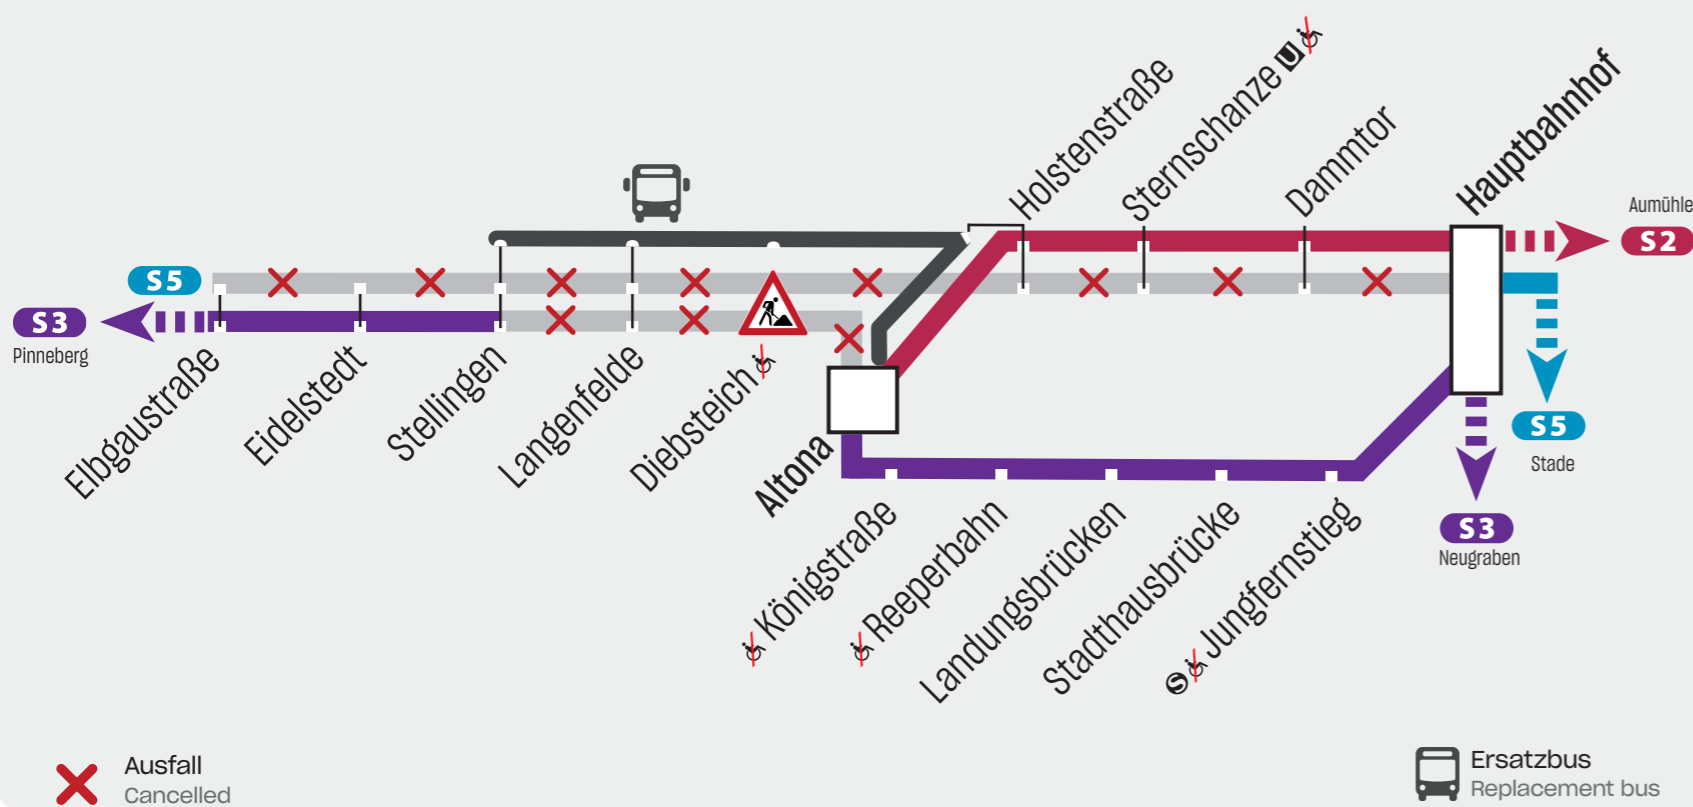 Holstenstraße
Sternschanze U
Dammtor
Hauptbahnhof
Aumühle
S2
S5
S3
Pinneberg
Elbgaustraße
Eidelstedt
Stellingen
Langenfelde
Diebsteich
Altona
S5
Stade
S3
Neugraben
Königstraße
Reeperbahn
Landungsbrücken
Stadthausbrücke
S Jungfernstieg
Ausfall
Cancelled
Ersatzbus
Replacement bus